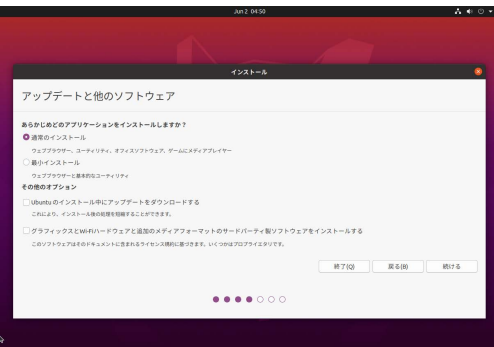 Jun 2 04:50
インストール
アップデートと他のソフトウェア
あらかじめどのアプリケーションをインストールしますか？
通常のインストール
ウェブブラウザー、ユーティリティ、オフィスソフトウェア、ゲームにメディアプレイヤー
最小インストール
ウェブブラウザーと基本的なユーティリティ
その他のオプション
Ubuntu のインストール中にアップデートをダウンロードする
これにより、インストール後の処理を短縮することができます。
グラフィックスとWi-Fiハードウェアと追加のメディアフォーマットのサードパーティ製ソフトウェアをインストールする
このソフトウェアはそのドキュメントに含まれるライセンス規約に基づきます。いくつかはプロプライエタリです。
終了(Q) 戻る(B) 続ける